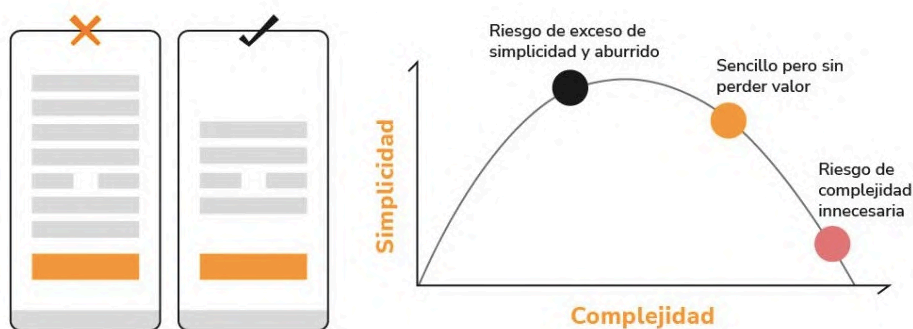 Riesgo de exceso de
simplicidad y aburrido
Sencillo pero sin
perder valor
Riesgo de
complejidad
innecesaria
Simplicidad
Complejidad